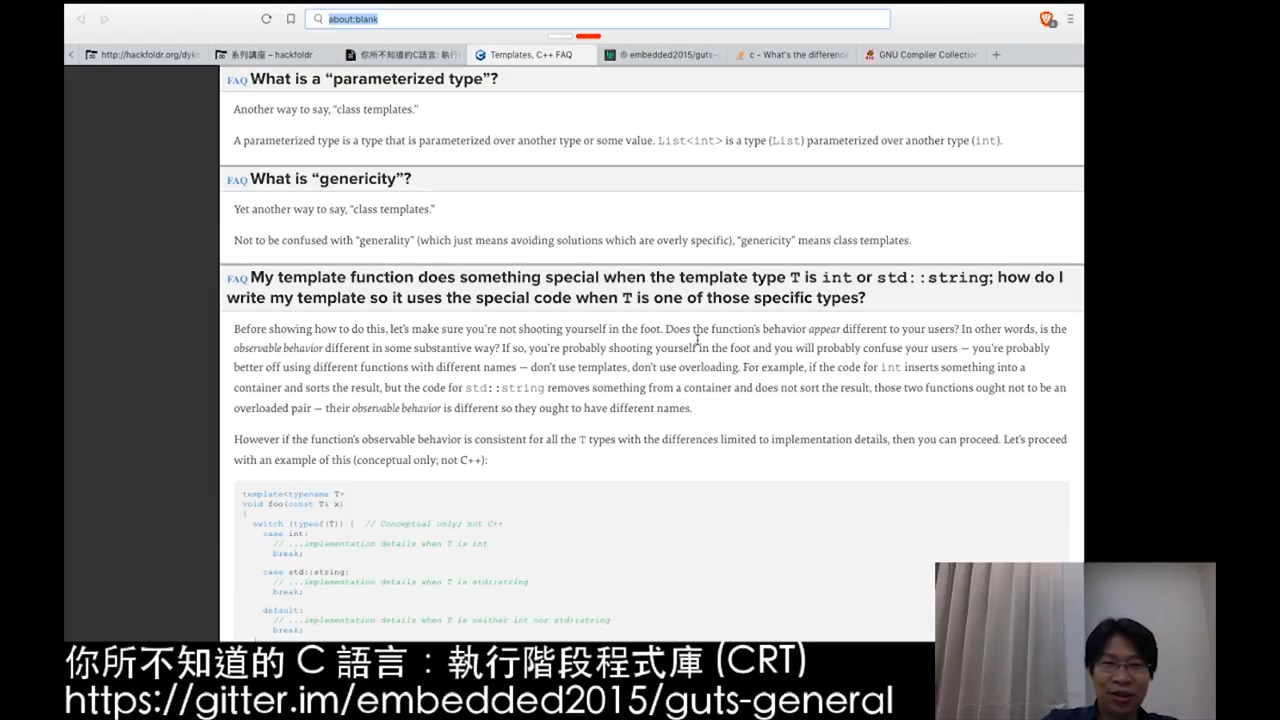 about:blank
http://hackfoldr.org/dykc
系列講座 – hackfoldr
你所不知道的C語言: 執行
Templates, C++ FAQ
embedded2015/guts-g
c - What's the difference
GNU Compiler Collection
FAQ What is a “parameterized type”?
Another way to say, “class templates.”
A parameterized type is a type that is parameterized over another type or some value. List<int> is a type (List) parameterized over another type (int).
FAQ What is “genericity”?
Yet another way to say, “class templates.”
Not to be confused with “generality” (which just means avoiding solutions which are overly specific), “genericity” means class templates.
FAQ My template function does something special when the template type T is int or std::string; how do I
write my template so it uses the special code when T is one of those specific types?
Before showing how to do this, let’s make sure you’re not shooting yourself in the foot. Does the function’s behavior appear different to your users? In other words, is the
observable behavior different in some substantive way? If so, you’re probably shooting yourself in the foot and you will probably confuse your users — you’re probably
better off using different functions with different names — don’t use templates, don’t use overloading. For example, if the code for int inserts something into a
container and sorts the result, but the code for std::string removes something from a container and does not sort the result, those two functions ought not to be an
overloaded pair — their observable behavior is different so they ought to have different names.
However if the function’s observable behavior is consistent for all the T types with the differences limited to implementation details, then you can proceed. Let’s proceed
with an example of this (conceptual only; not C++):
template<typename T>
void foo(const T& x)
{
switch (typeof(T)) { // Conceptual only; not C++
case int:
// ...implementation details when T is int
break;
case std::string:
// ...implementation details when T is std::string
break;
default:
// ...implementation details when T is neither int nor std::string
break;
你所不知道的 C 語言：執行階段程式庫 (CRT)
https://gitter.im/embedded2015/guts-general